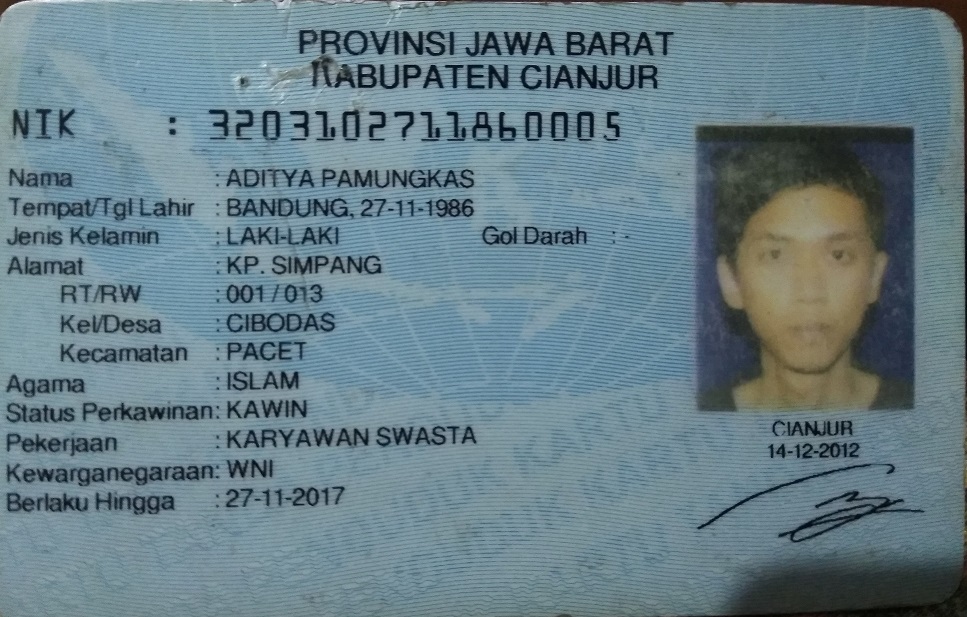 PROVINSI JAWA BARAT
KABUPATEN CIANJUR
NIK : 3203102711860005
Nama : ADITYA PAMUNGKAS
Tempat/Tgl Lahir : BANDUNG, 27-11-1986
Jenis Kelamin : LAKI-LAKI Gol Darah : -
Alamat : KP. SIMPANG
RT/RW : 001 / 013
Kel/Desa : CIBODAS
Kecamatan : PACET
Agama : ISLAM
Status Perkawinan: KAWIN
Pekerjaan : KARYAWAN SWASTA
Kewarganegaraan: WNI
Berlaku Hingga : 27-11-2017
CIANJUR
14-12-2012